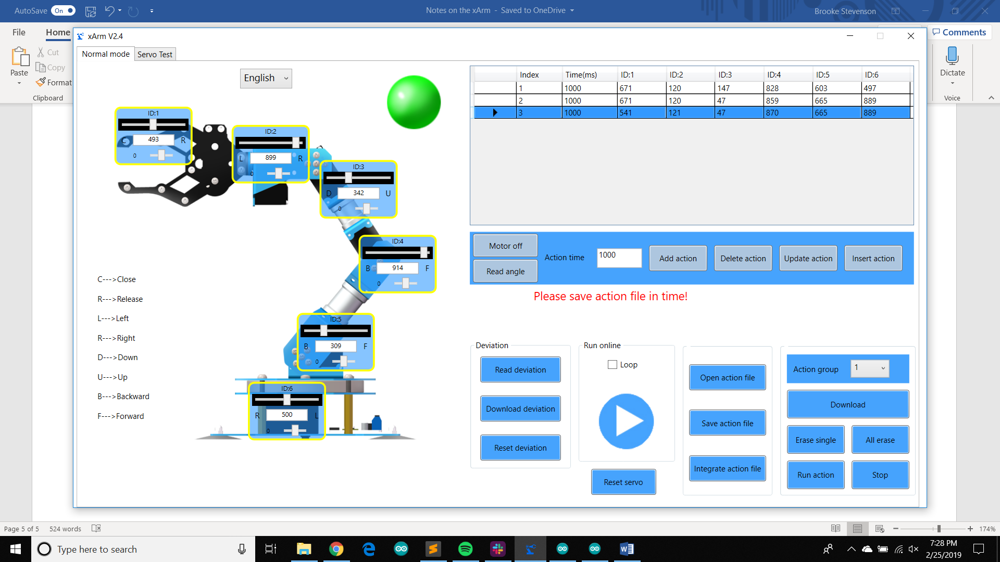 AutoSave On
Notes on the xArm - Saved to OneDrive
Brooke Stevenson
File Home
Comments
Paste
Cut
Copy
Format
Clipboard
Dictate
Voice
xArm V2.4
Normal mode Servo Test
English
ID:1
C 493 R
0
ID:2
L 899 R
0
ID:3
D 342 U
0
ID:4
B 914 F
0
ID:5
B 309 F
0
ID:6
R 500 L
0
C--->Close
R--->Release
L--->Left
R--->Right
D--->Down
U--->Up
B--->Backward
F--->Forward
Index Time(ms) ID:1 ID:2 ID:3 ID:4 ID:5 ID:6
1 1000 671 120 147 828 603 497
2 1000 671 120 47 859 665 889
3 1000 541 121 47 870 665 889
Motor off
Read angle
Action time 1000
Add action Delete action Update action Insert action
Please save action file in time!
Deviation
Read deviation
Download deviation
Reset deviation
Run online
Loop
Reset servo
Open action file
Save action file
Integrate action file
Action group 1
Download
Erase single All erase
Run action Stop
Page 5 of 5 524 words
174%
Type here to search
7:28 PM
2/25/2019